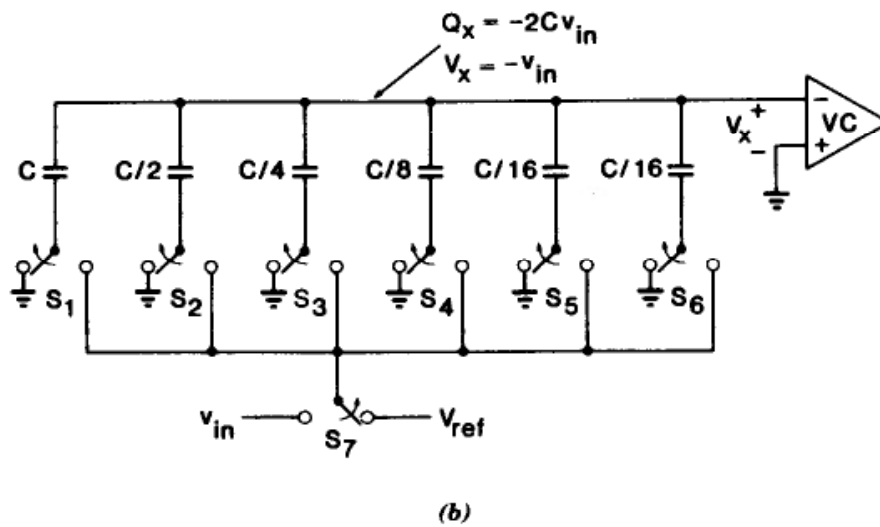 Qx = -2Cvin
Vx = -vin
C C/2 C/4 C/8 C/16 C/16 Vx + - - + VC
S1 S2 S3 S4 S5 S6
vin S7 Vref
(b)